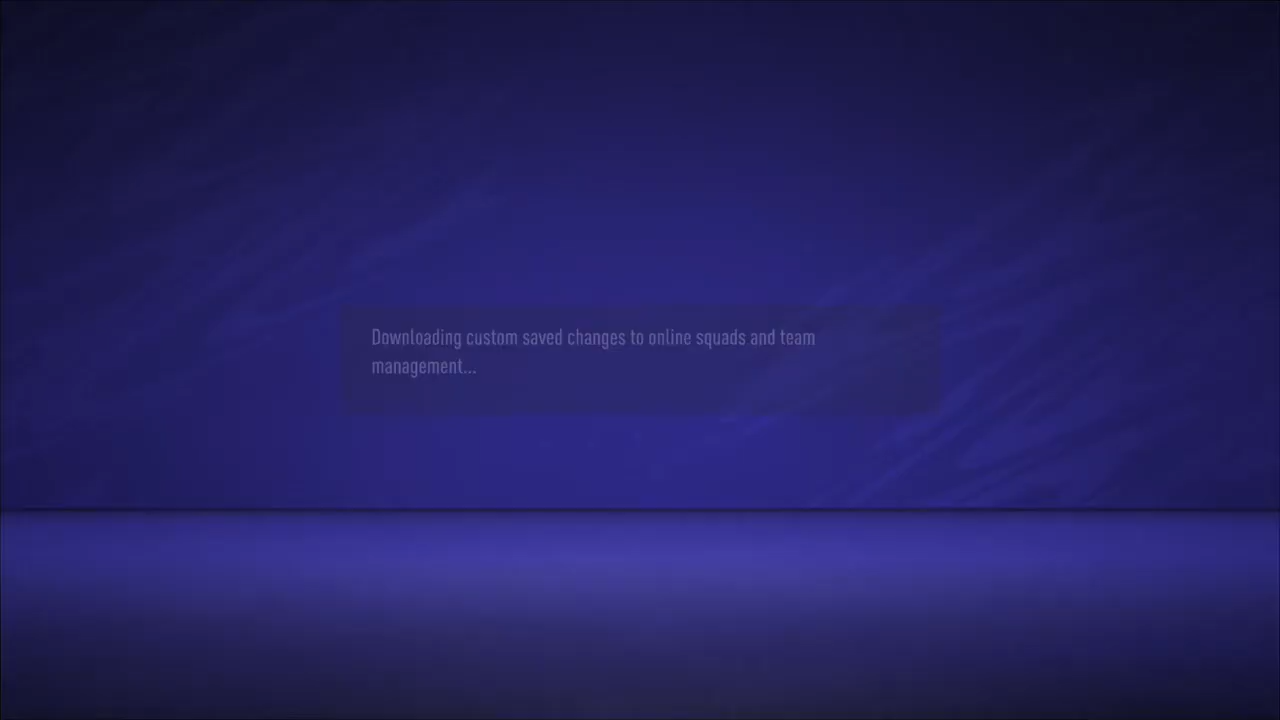 Downloading custom saved changes to online squads and team
management...